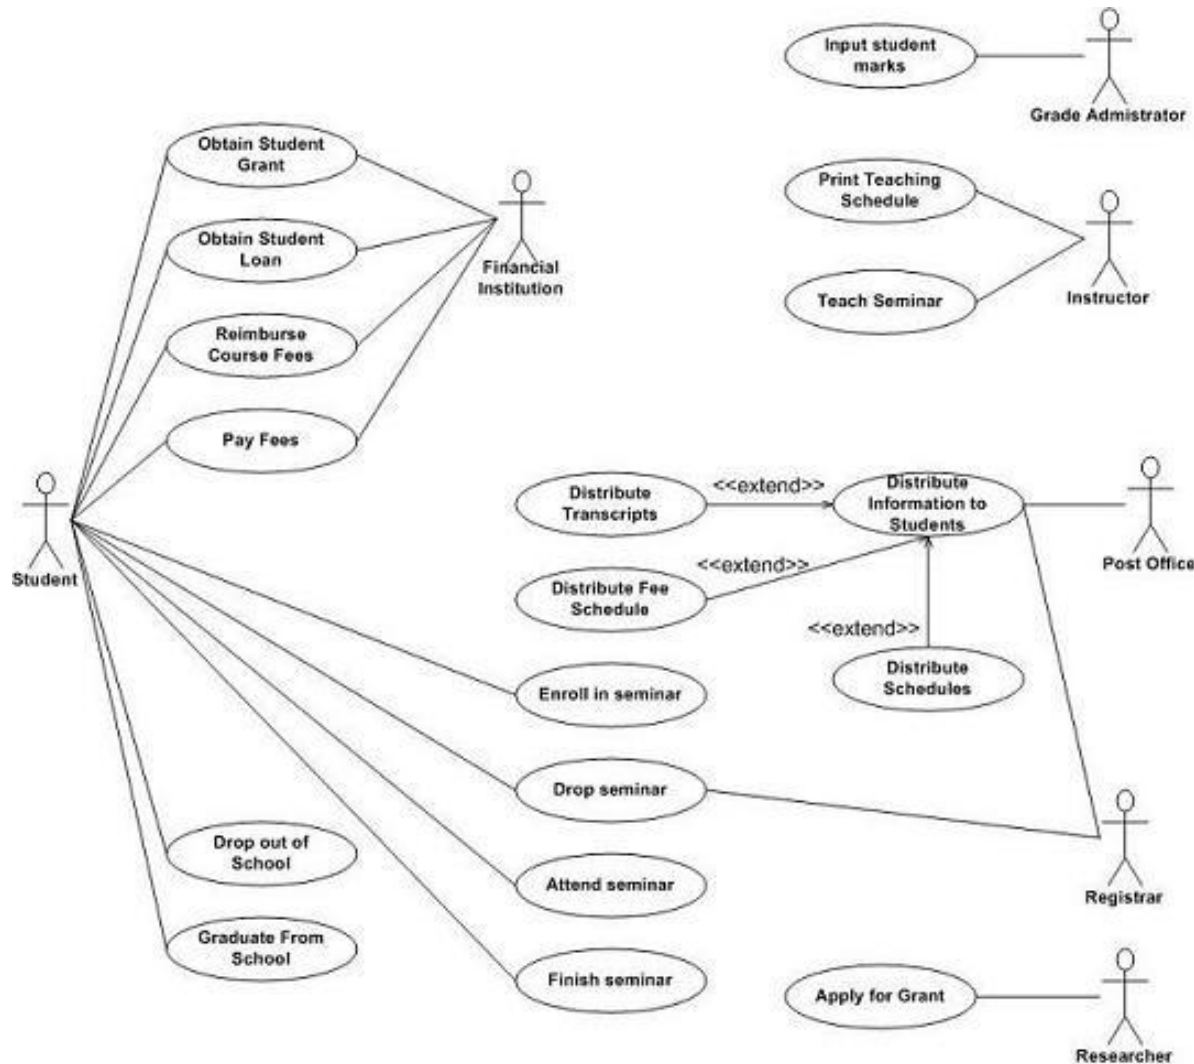 Input student
marks
Grade Admistrator
Obtain Student
Grant
Print Teaching
Schedule
Obtain Student
Loan
Financial
Institution
Teach Seminar
Instructor
Reimburse
Course Fees
Pay Fees
Student
Distribute
Transcripts
<<extend>>
Distribute
Information to
Students
Post Office
Distribute Fee
Schedule
<<extend>>
<<extend>>
Distribute
Schedules
Enroll in seminar
Drop seminar
Drop out of
School
Attend seminar
Registrar
Graduate From
School
Finish seminar
Apply for Grant
Researcher